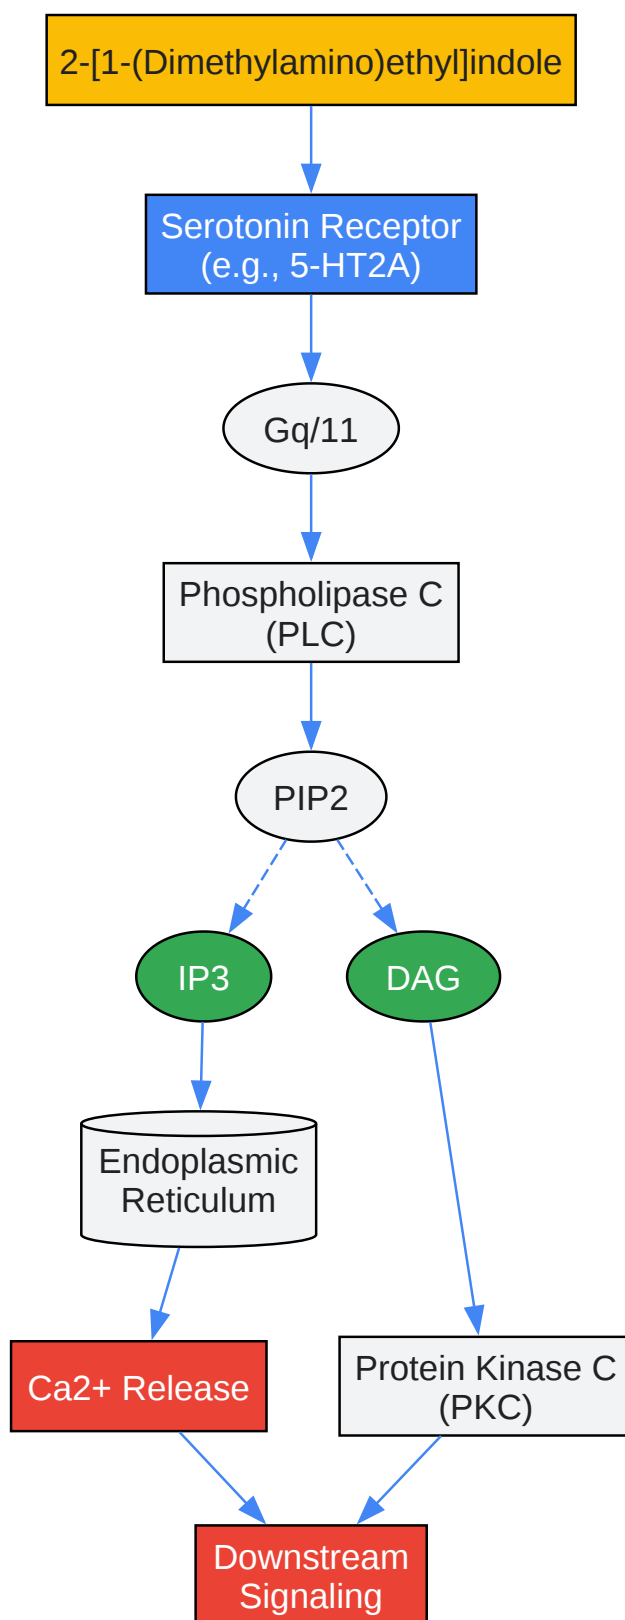 2-[1-(Dimethylamino)ethyl]indole
Serotonin Receptor
(e.g., 5-HT2A)
Gq/11
Phospholipase C
(PLC)
PIP2
IP3
DAG
Endoplasmic
Reticulum
Ca2+ Release
Protein Kinase C
(PKC)
Downstream
Signaling